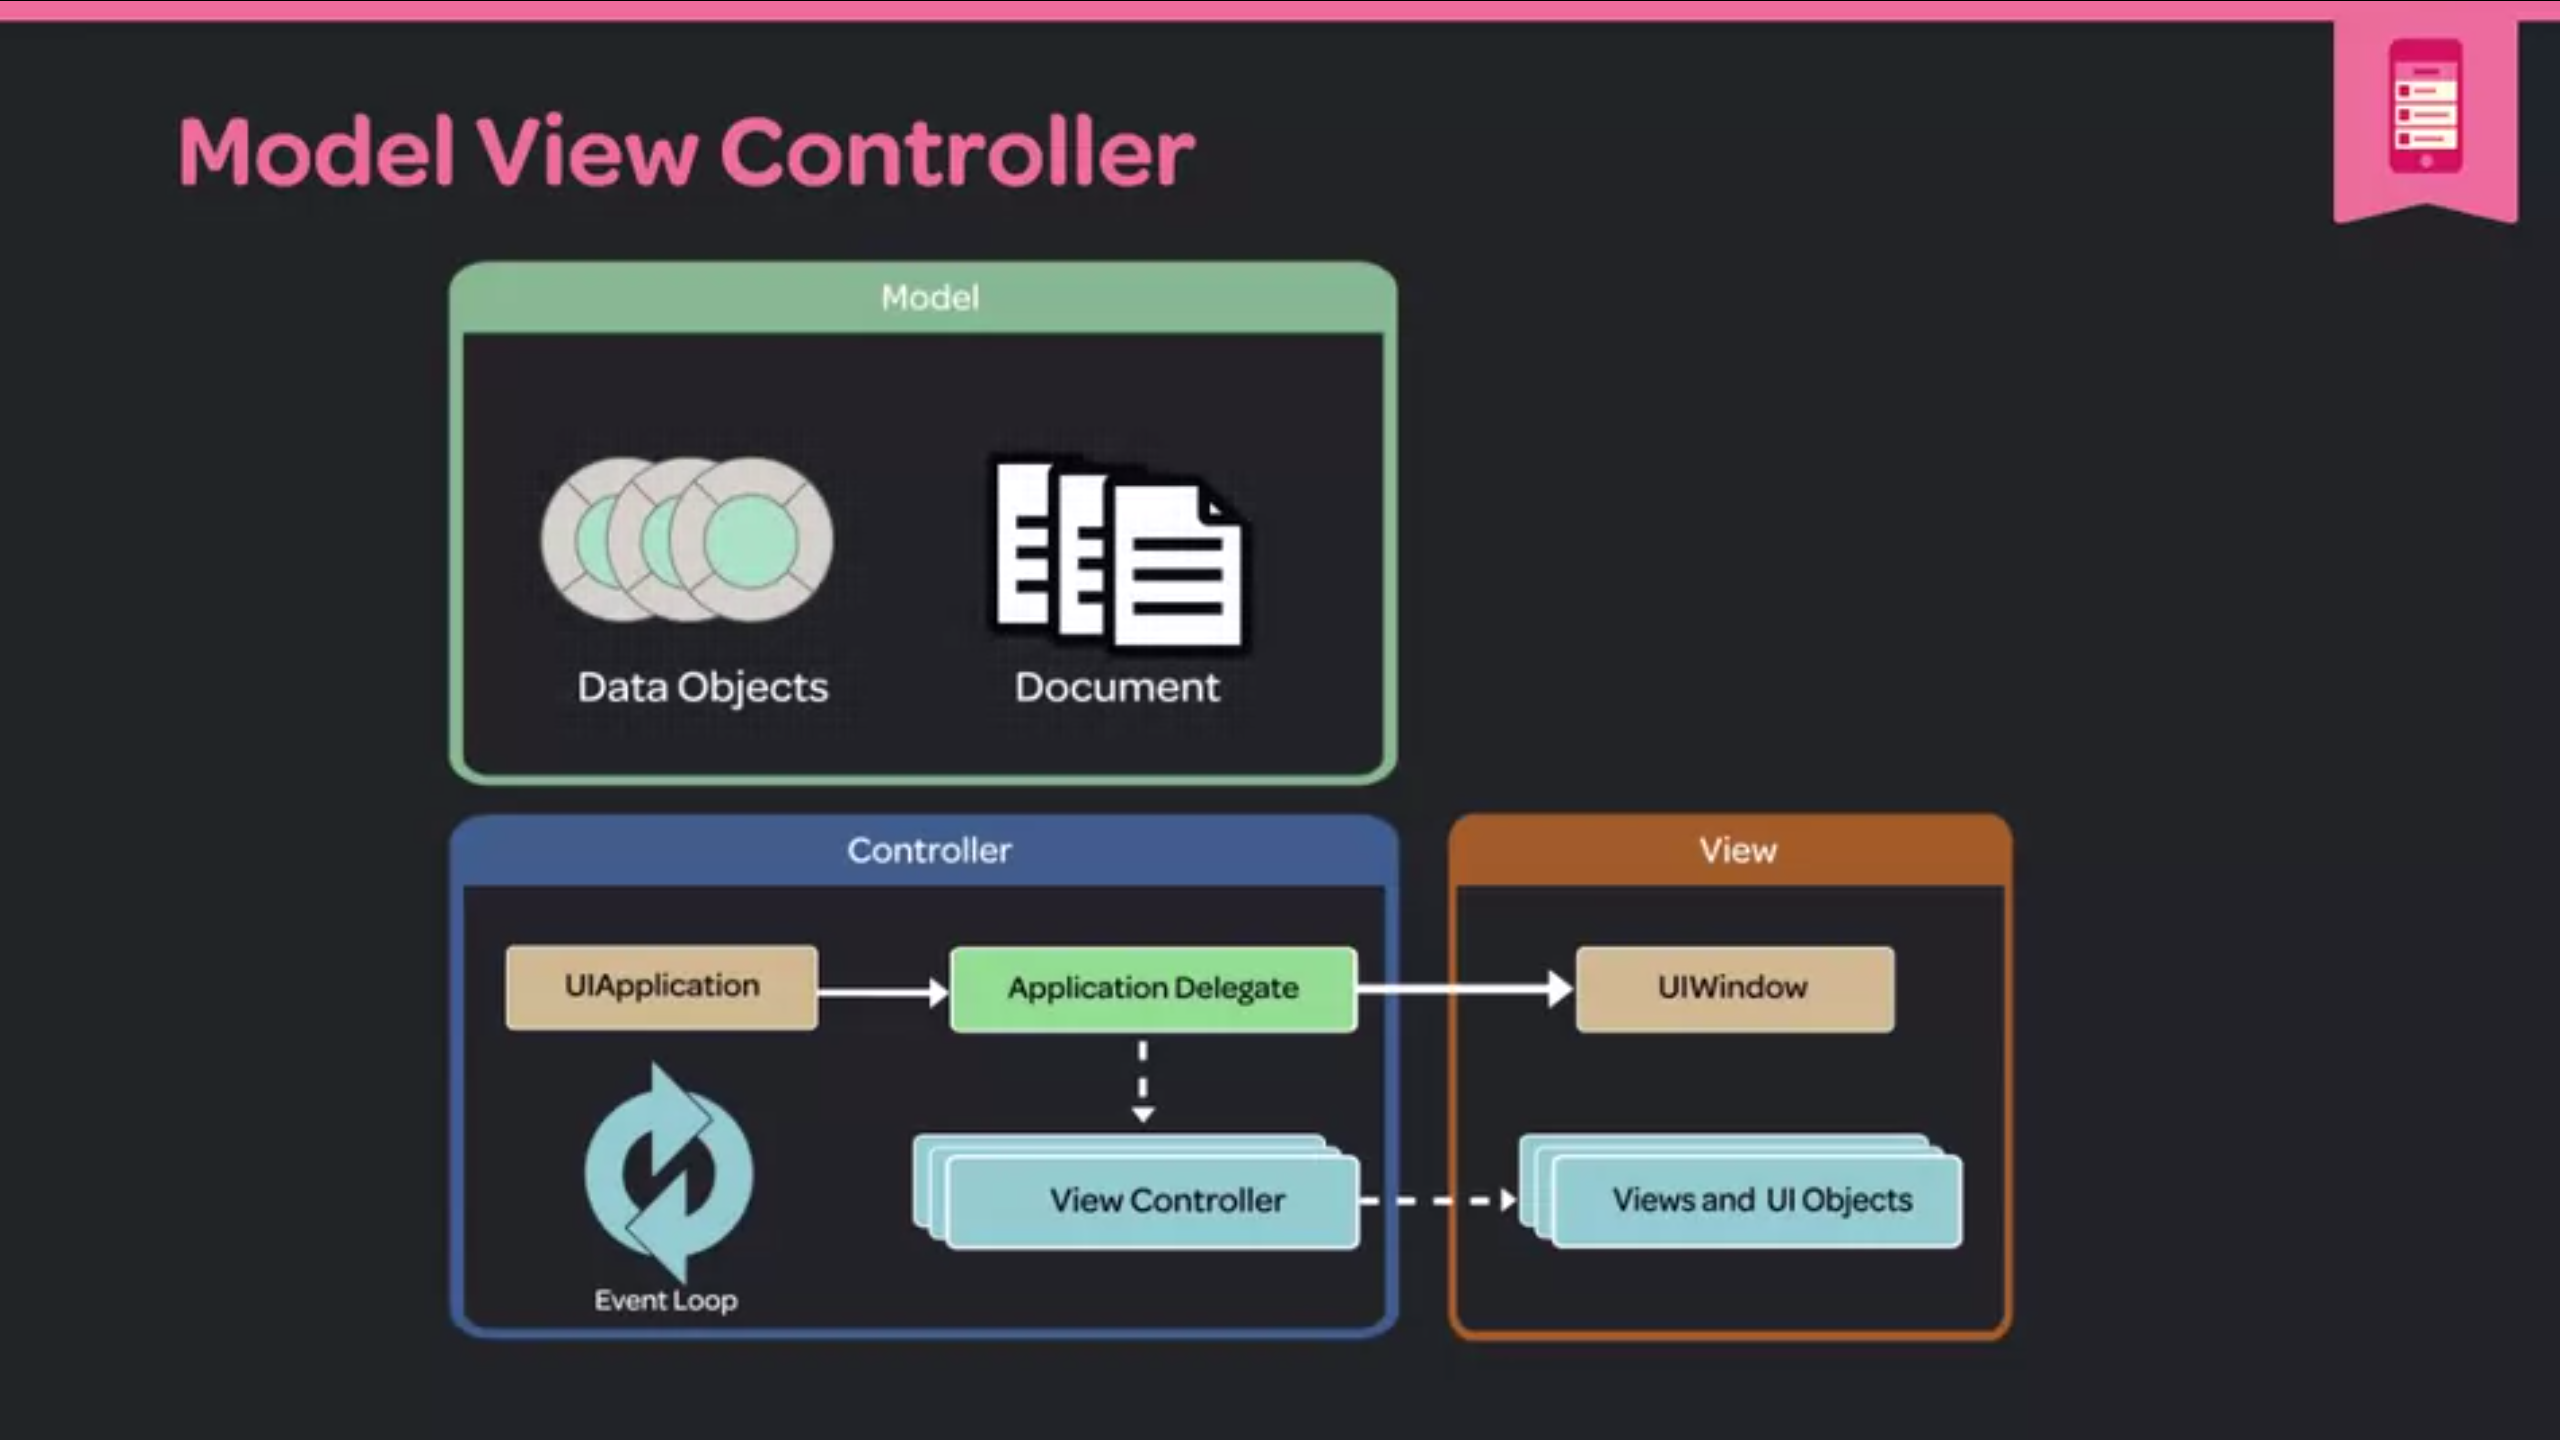 Model View Controller
Model
Data Objects
Document
Controller
View
UIApplication
Application Delegate
UIWindow
View Controller
Views and UI Objects
Event Loop